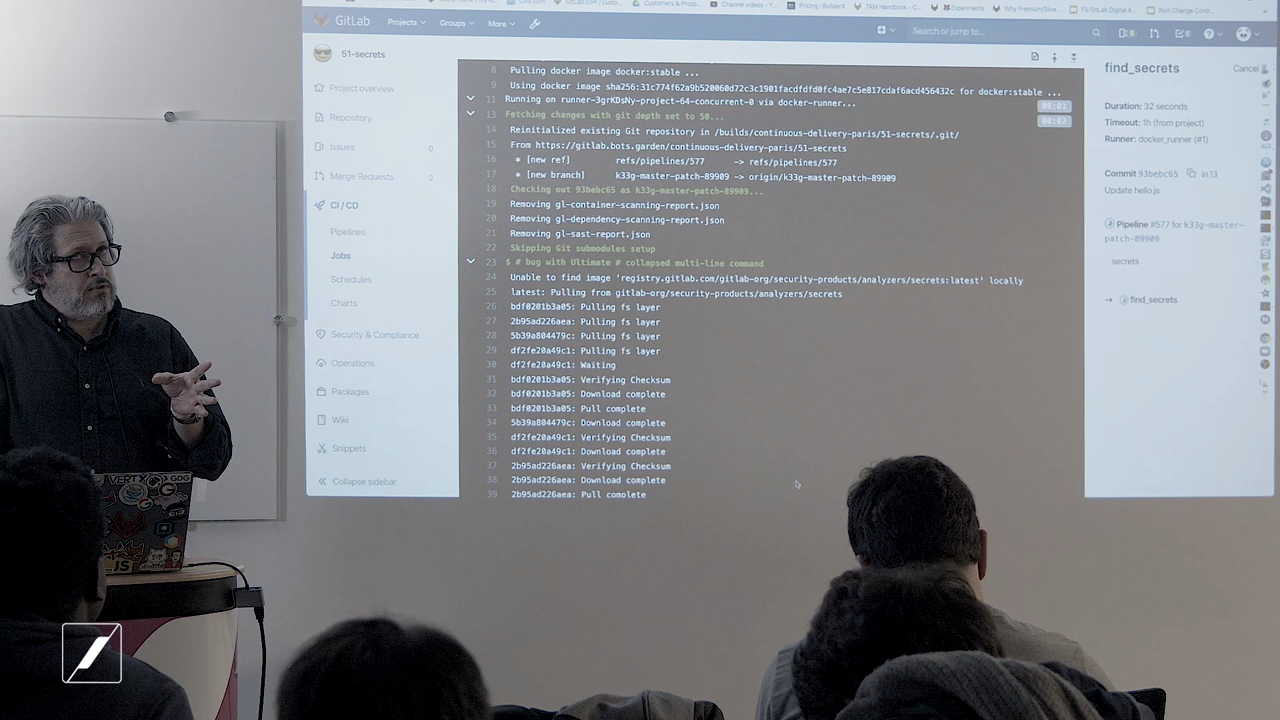 GitLab Projects Groups More Search or jump to...
51-secrets
Project overview
Repository
Issues 0
Merge Requests 2
CI / CD
Pipelines
Jobs
Schedules
Charts
Security & Compliance
Operations
Packages
Wiki
Snippets
Collapse sidebar
8 Pulling docker image docker:stable ...
9 Using docker image sha256:31c774f62a9b520060d72c3c1901facdfdfd0fc4ae7c5e817cdaf6acd456432c for docker:stable ...
11 Running on runner-3grKDsNy-project-64-concurrent-0 via docker-runner... 00:01
13 Fetching changes with git depth set to 50... 00:02
14 Reinitialized existing Git repository in /builds/continuous-delivery-paris/51-secrets/.git/
15 From https://gitlab.bots.garden/continuous-delivery-paris/51-secrets
16 * [new ref] refs/pipelines/577 -> refs/pipelines/577
17 * [new branch] k33g-master-patch-89909 -> origin/k33g-master-patch-89909
18 Checking out 93bebc65 as k33g-master-patch-89909...
19 Removing gl-container-scanning-report.json
20 Removing gl-dependency-scanning-report.json
21 Removing gl-sast-report.json
22 Skipping Git submodules setup
23 $ # bug with Ultimate # collapsed multi-line command
24 Unable to find image 'registry.gitlab.com/gitlab-org/security-products/analyzers/secrets:latest' locally
25 latest: Pulling from gitlab-org/security-products/analyzers/secrets
26 bdf0201b3a05: Pulling fs layer
27 2b95ad226aea: Pulling fs layer
28 5b39a804479c: Pulling fs layer
29 df2fe20a49c1: Pulling fs layer
30 df2fe20a49c1: Waiting
31 bdf0201b3a05: Verifying Checksum
32 bdf0201b3a05: Download complete
33 bdf0201b3a05: Pull complete
34 5b39a804479c: Download complete
35 df2fe20a49c1: Verifying Checksum
36 df2fe20a49c1: Download complete
37 2b95ad226aea: Verifying Checksum
38 2b95ad226aea: Download complete
39 2b95ad226aea: Pull complete
find_secrets Cancel
Duration: 32 seconds
Timeout: 1h (from project)
Runner: docker_runner (#1)
Commit 93bebc65 in !3
Update hello.js
Pipeline #577 for k33g-master-
patch-89909
secrets
→ find_secrets
VERT.X GDG
JS